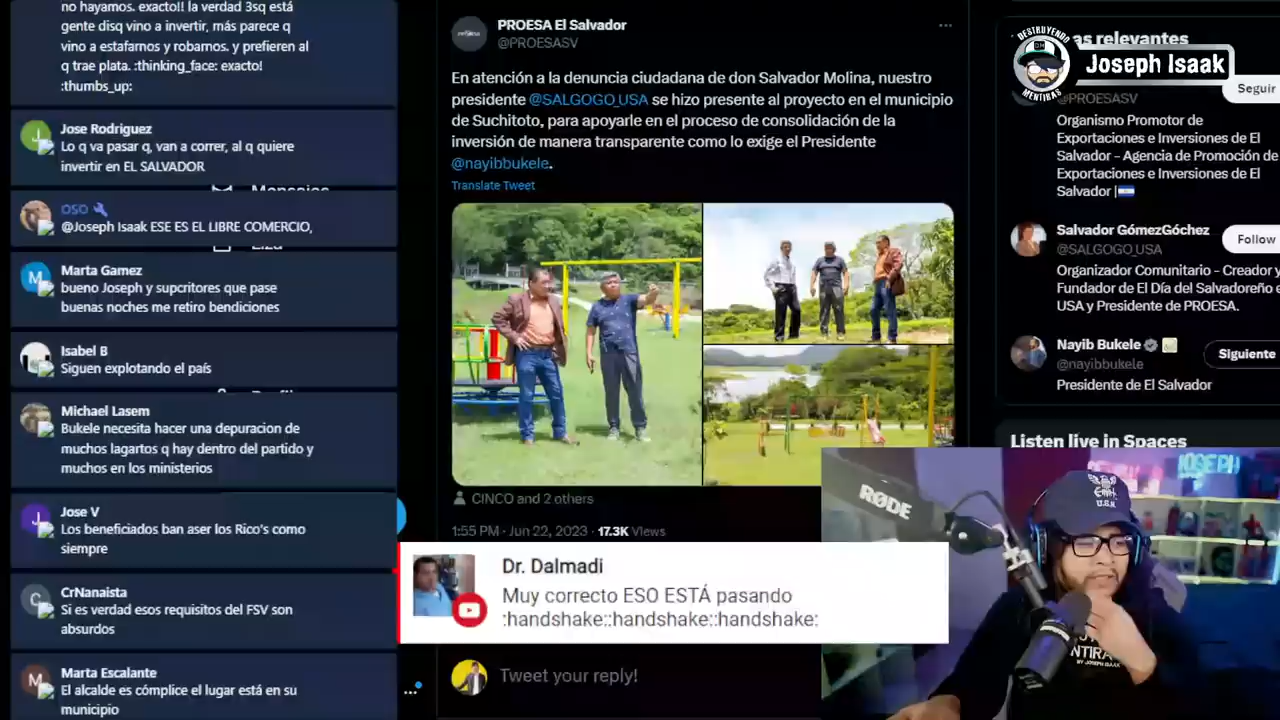 no hayamos. exacto!! la verdad 3sq está
gente disq vino a invertir, más parece q
vino a estafarnos y robarnos. y prefieren al
q trae plata. :thinking_face: exacto!
:thumbs_up:
Jose Rodriguez
Lo q va pasar q, van a correr, al q quiere
invertir en EL SALVADOR
Mensajes
OSO
@Joseph Isaak ESE ES EL LIBRE COMERCIO,
Marta Gamez
bueno Joseph y supcritores que pase
buenas noches me retiro bendiciones
Isabel B
Siguen explotando el país
Michael Lasem
Bukele necesita hacer una depuracion de
muchos lagartos q hay dentro del partido y
muchos en los ministerios
Jose V
Los beneficiados ban aser los Rico's como
siempre
CrNanaista
Si es verdad esos requisitos del FSV son
absurdos
Marta Escalante
El alcalde es cómplice el lugar está en su
municipio
PROESA El Salvador
@PROESASV
En atención a la denuncia ciudadana de don Salvador Molina, nuestro
presidente @SALGOGO_USA se hizo presente al proyecto en el municipio
de Suchitoto, para apoyarle en el proceso de consolidación de la
inversión de manera transparente como lo exige el Presidente
@nayibbukele.
Translate Tweet
CINCO and 2 others
1:55 PM · Jun 22, 2023 · 17.3K Views
Dr. Dalmadi
Muy correcto ESO ESTÁ pasando
:handshake::handshake::handshake:
Tweet your reply!
as relevantes
DESTRUYENDO
MENTIRAS
Joseph Isaak
@PROESASV
Seguir
Organismo Promotor de
Exportaciones e Inversiones de El
Salvador - Agencia de Promoción de
Exportaciones e Inversiones de El
Salvador |
Salvador GómezGóchez
@SALGOGO_USA
Follow
Organizador Comunitario - Creador y
Fundador de El Día del Salvadoreño e
USA y Presidente de PROESA.
Nayib Bukele
@nayibbukele
Siguiente
Presidente de El Salvador
Listen live in Spaces
RØDE
JOSEPH